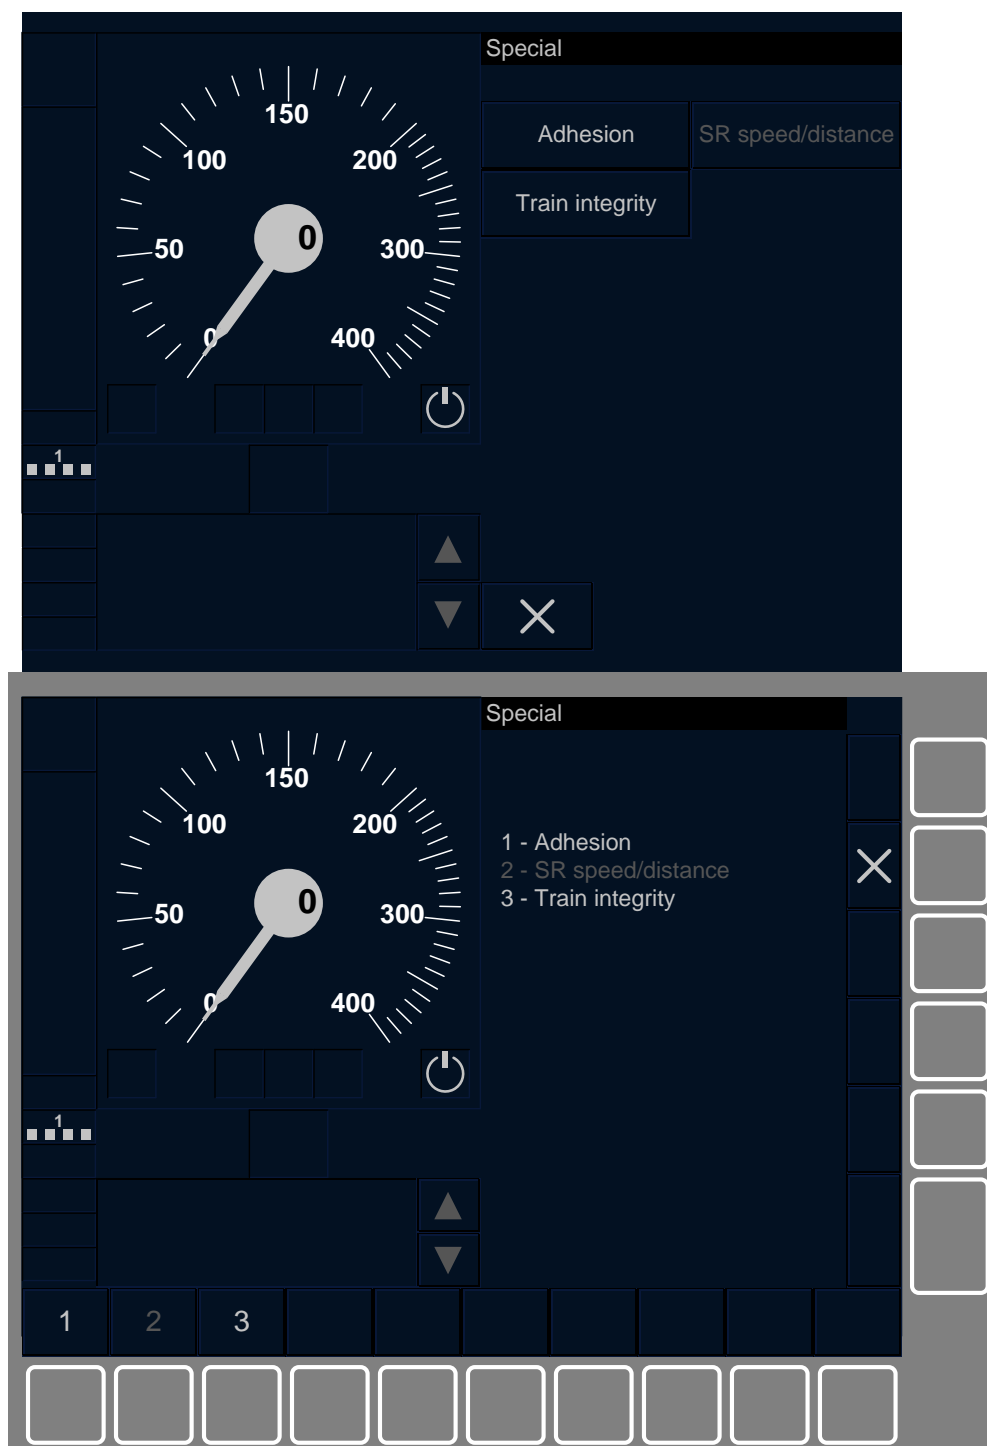 Special
150
Adhesion
SR speed/distance
100
200
Train integrity
0
50
300
0
400
1
Special
150
100
200
1 - Adhesion
2 - SR speed/distance
3 - Train integrity
0
50
300
0
400
1
1
2
3